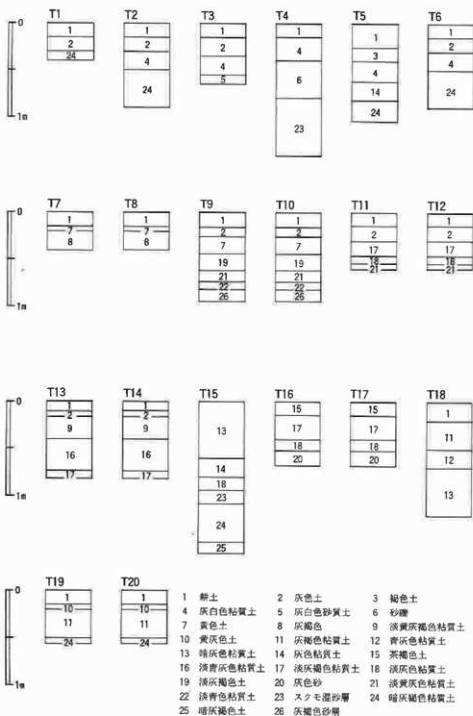 T1 T2 T3 T4 T5 T6
0
1m
1 2 24
1 2 4 24
1 2 4 5
1 4 6 23
1 3 4 14 24
1 2 4 24
T7 T8 T9 T10 T11 T12
0
1m
1 7 8
1 7 8
1 2 7 19 21 22 26
1 2 7 19 21 22 26
1 2 17 18 21
1 2 17 18 21
T13 T14 T15 T16 T17 T18
0
1m
1 2 9 16 17
1 2 9 16 17
13 14 18 23 24 25
15 17 18 20
15 17 18 20
1 11 12 13
T19 T20
0
1m
1 10 11 24
1 10 11 24
1 耕土 2 灰色土 3 褐色土
4 灰白色粘質土 5 灰白色砂質土 6 砂礫
7 黄色土 8 灰褐色 9 淡黄灰褐色粘質土
10 黄灰色土 11 灰褐色粘質土 12 青灰色粘質土
13 暗灰色粘質土 14 灰色粘質土 15 茶褐色土
16 淡青灰色粘質土 17 淡灰褐色粘質土 18 淡灰色粘質土
19 淡灰褐色土 20 灰色砂 21 淡黄灰色粘質土
22 淡青色粘質土 23 スクモ混砂層 24 暗灰褐色粘質土
25 暗灰褐色土 26 灰褐色砂層